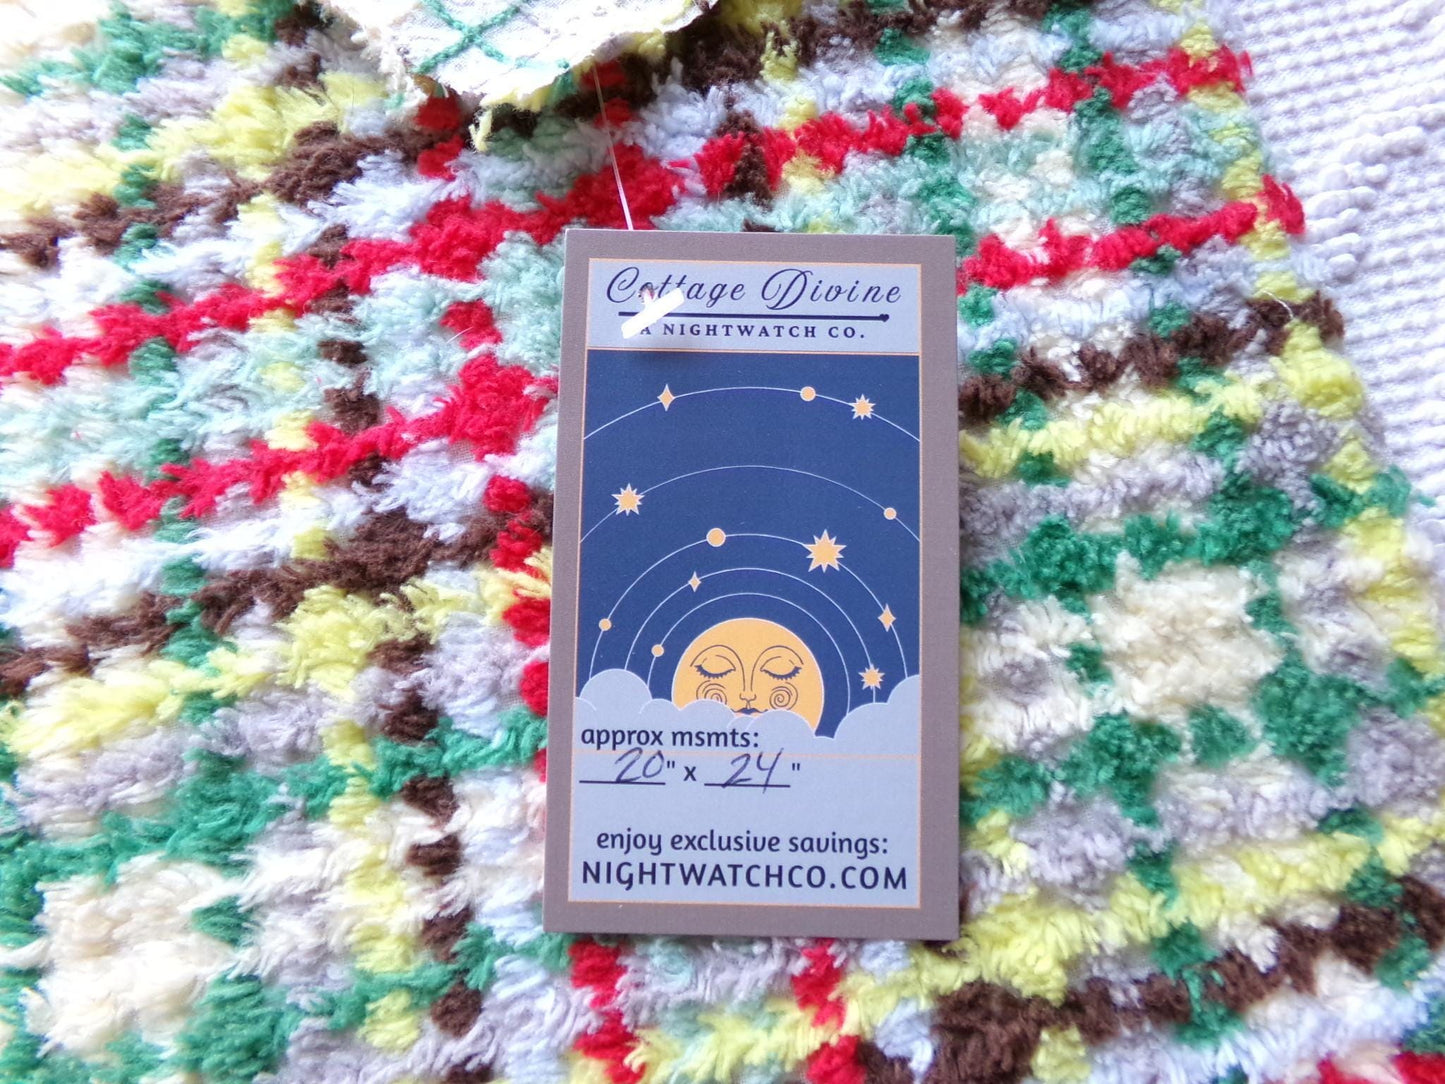 Cottage Divine
A NIGHTWATCH CO.
approx msmts:
20" x 24"
enjoy exclusive savings:
NIGHTWATCHCO.COM